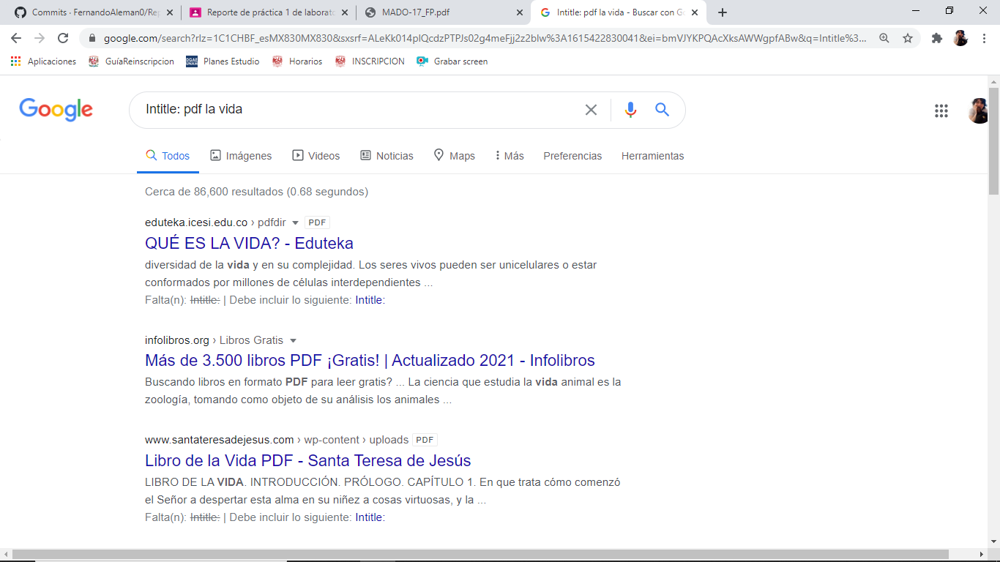 Commits · FernandoAleman0/Rep
Reporte de práctica 1 de laborato
MADO-17_FP.pdf
Intitle: pdf la vida - Buscar con Go
google.com/search?rlz=1C1CHBF_esMX830MX830&sxsrf=ALeKk014plQcdzPTPJs02g4meFjj2z2blw%3A1615422830041&ei=bmVJYKPQAcXksAWWgpfABw&q=Intitle%3...
Aplicaciones
GuíaReinscripcion
Planes Estudio
Horarios
INSCRIPCION
Grabar screen
Google
Intitle: pdf la vida
Todos
Imágenes
Videos
Noticias
Maps
Más
Preferencias
Herramientas
Cerca de 86,600 resultados (0.68 segundos)
eduteka.icesi.edu.co › pdfdir PDF
QUÉ ES LA VIDA? - Eduteka
diversidad de la vida y en su complejidad. Los seres vivos pueden ser unicelulares o estar
conformados por millones de células interdependientes ...
Falta(n): Intitle: | Debe incluir lo siguiente: Intitle:
infolibros.org › Libros Gratis
Más de 3.500 libros PDF ¡Gratis! | Actualizado 2021 - Infolibros
Buscando libros en formato PDF para leer gratis? ... La ciencia que estudia la vida animal es la
zoología, tomando como objeto de su análisis los animales ...
www.santateresadejesus.com › wp-content › uploads PDF
Libro de la Vida PDF - Santa Teresa de Jesús
LIBRO DE LA VIDA. INTRODUCCIÓN. PRÓLOGO. CAPÍTULO 1. En que trata cómo comenzó
el Señor a despertar esta alma en su niñez a cosas virtuosas, y la ...
Falta(n): Intitle: | Debe incluir lo siguiente: Intitle: